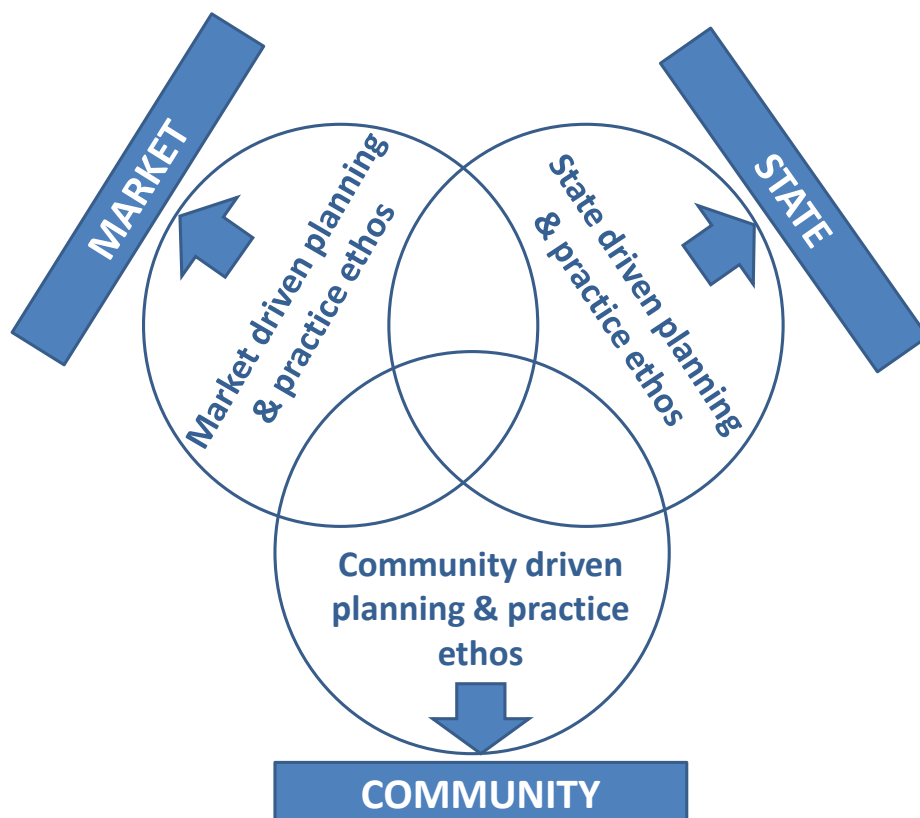 MARKET
Market driven planning
& practice ethos
STATE
State driven planning
& practice ethos
Community driven
planning & practice
ethos
COMMUNITY